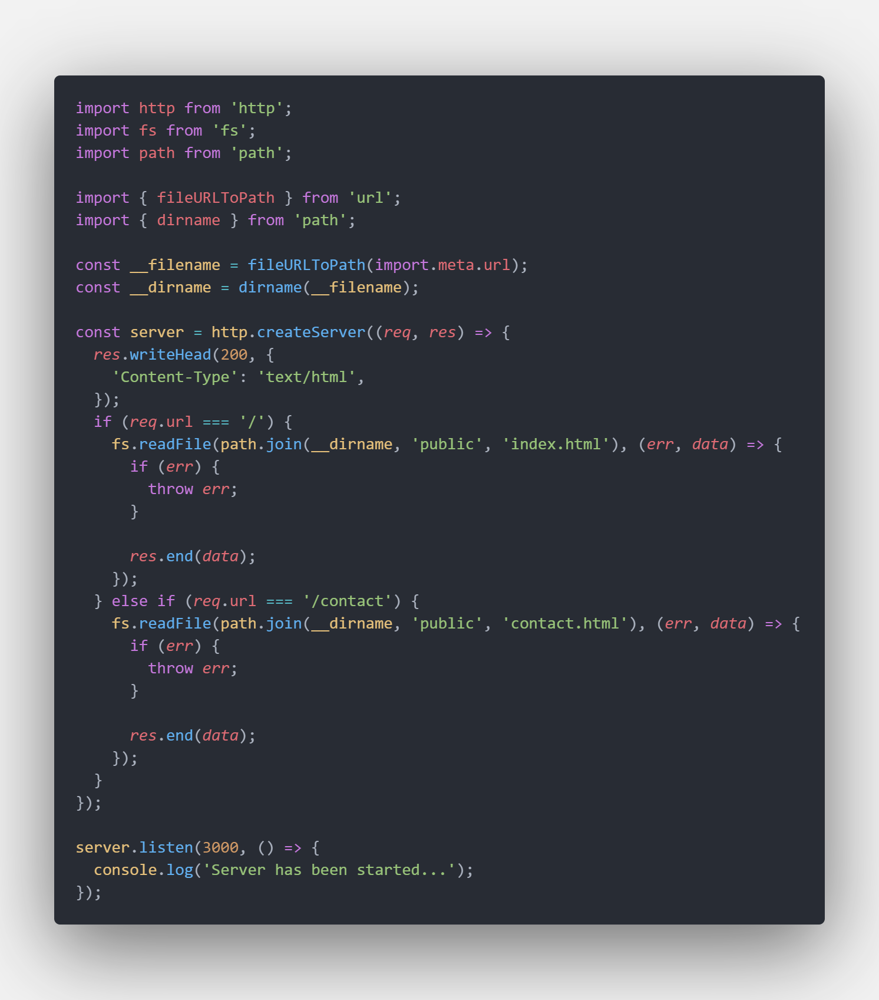 import http from 'http';
import fs from 'fs';
import path from 'path';

import { fileURLToPath } from 'url';
import { dirname } from 'path';

const __filename = fileURLToPath(import.meta.url);
const __dirname = dirname(__filename);

const server = http.createServer((req, res) => {
  res.writeHead(200, {
    'Content-Type': 'text/html',
  });
  if (req.url === '/') {
    fs.readFile(path.join(__dirname, 'public', 'index.html'), (err, data) => {
      if (err) {
        throw err;
      }

      res.end(data);
    });
  } else if (req.url === '/contact') {
    fs.readFile(path.join(__dirname, 'public', 'contact.html'), (err, data) => {
      if (err) {
        throw err;
      }

      res.end(data);
    });
  }
});

server.listen(3000, () => {
  console.log('Server has been started...');
});